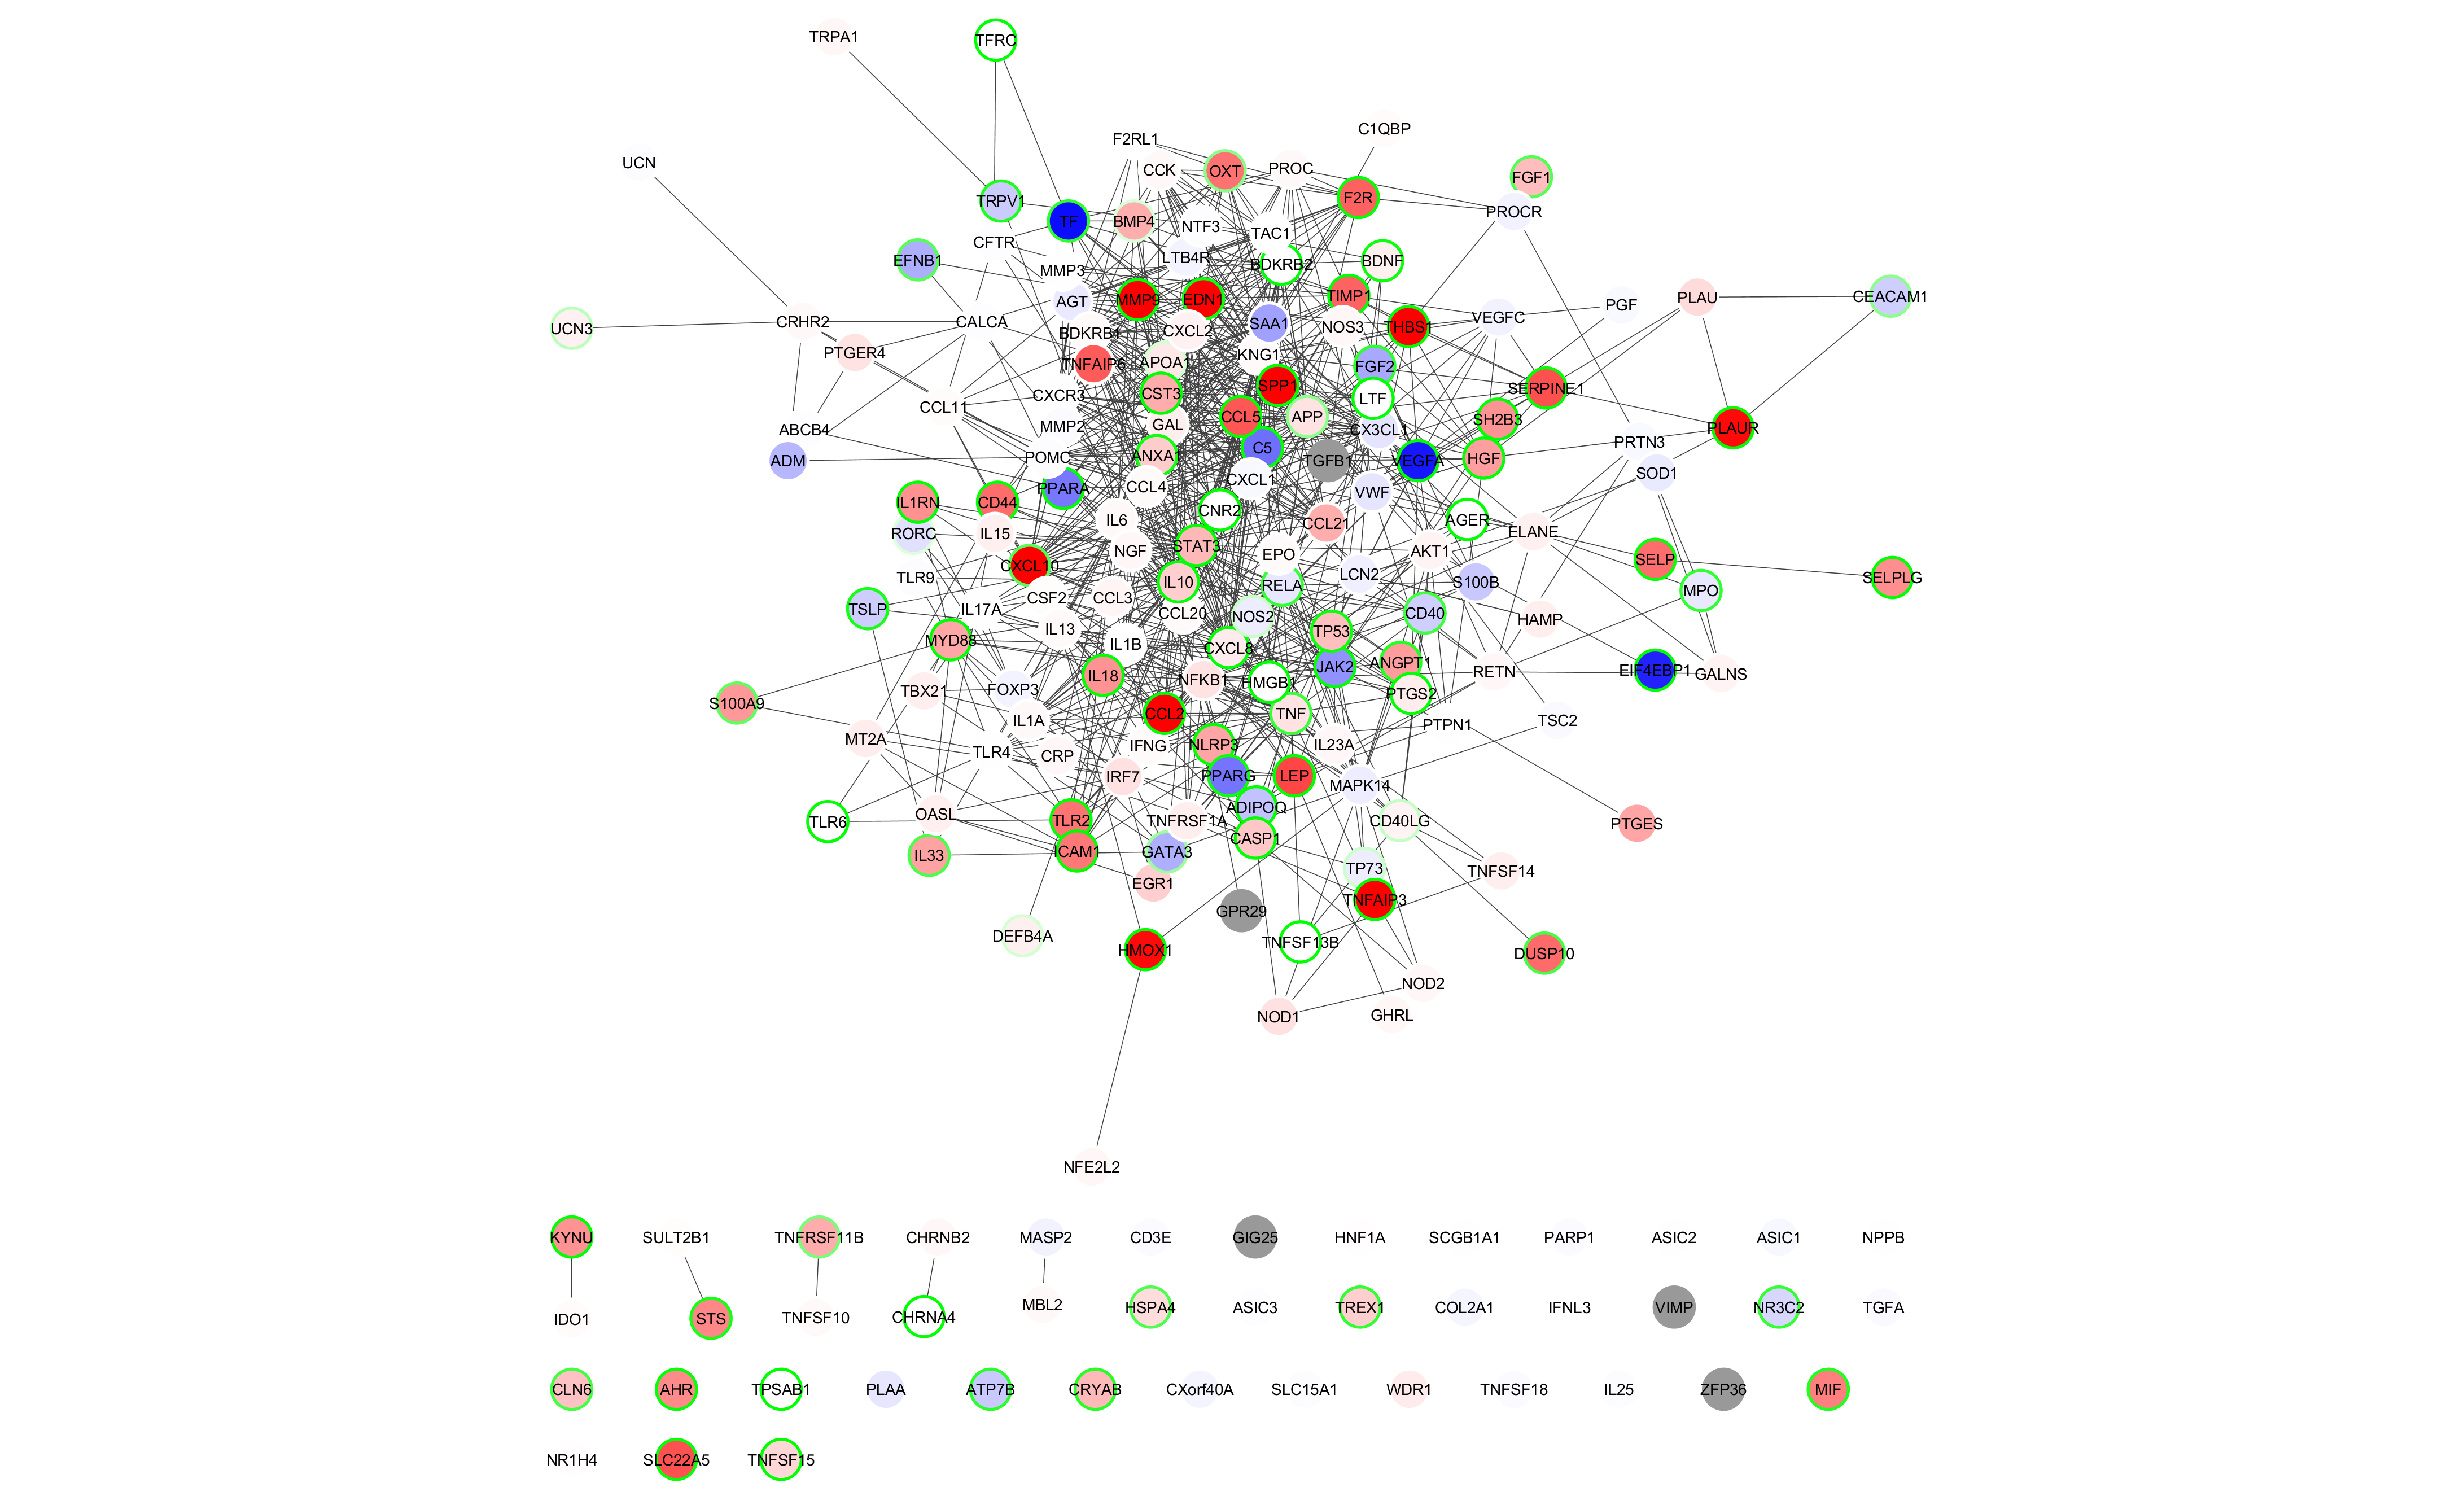 TRPA1
TFRC
C1QBP
F2RL1
UCN
CCK
OXT
PROC
FGF1
F2R
TRPV1
PROCR
TF
BMP4
NTF3
TAC1
CFTR
EFNB1
LTB4R
BDKRB2
BDNF
MMP3
AGT
MMP9
EDN1
TIMP1
PLAU
CEACAM1
PGF
UCN3
CRHR2
CALCA
BDKRB1
CXCL2
SAA1
NOS3
THBS1
VEGFC
PTGER4
TNFAIP6
APOA1
KNG1
FGF2
SPP1
SERPINE1
CXCR3
CST3
LTF
CCL11
MMP2
GAL
CCL5
APP
CX3CL1
SH2B3
PLAUR
ABCB4
PRTN3
C5
ADM
POMC
ANXA1
TGFB1
VEGFA
HGF
SOD1
PPARA
CCL4
CXCL1
VWF
IL1RN
CD44
CNR2
IL6
CCL21
AGER
RORC
IL15
NGF
STAT3
EPO
AKT1
ELANE
SELP
CXCL10
TLR9
IL10
RELA
LCN2
S100B
SELPLG
MPO
CSF2
CCL3
TSLP
IL17A
CCL20
NOS2
CD40
HAMP
IL13
MYD88
IL1B
CXCL8
TP53
JAK2
ANGPT1
RETN
EIF4EBP1
GALNS
IL18
NFKB1
HMGB1
TBX21
FOXP3
PTGS2
S100A9
IL1A
CCL2
TNF
PTPN1
TSC2
MT2A
TLR4
CRP
IFNG
NLRP3
IL23A
IRF7
PPARG
LEP
MAPK14
ADIPOQ
TLR6
OASL
TLR2
TNFRSF1A
CD40LG
PTGES
CASP1
IL33
ICAM1
GATA3
TP73
TNFSF14
EGR1
TNFAIP3
GPR29
DEFB4A
HMOX1
TNFSF13B
DUSP10
NOD2
NOD1
GHRL
NFE2L2
KYNU
SULT2B1
TNFRSF11B
CHRNB2
MASP2
CD3E
GIG25
HNF1A
SCGB1A1
PARP1
ASIC2
ASIC1
NPPB
IDO1
STS
TNFSF10
CHRNA4
MBL2
HSPA4
ASIC3
TREX1
COL2A1
IFNL3
VIMP
NR3C2
TGFA
CLN6
AHR
TPSAB1
PLAA
ATP7B
CRYAB
CXorf40A
SLC15A1
WDR1
TNFSF18
IL25
ZFP36
MIF
NR1H4
SLC22A5
TNFSF15